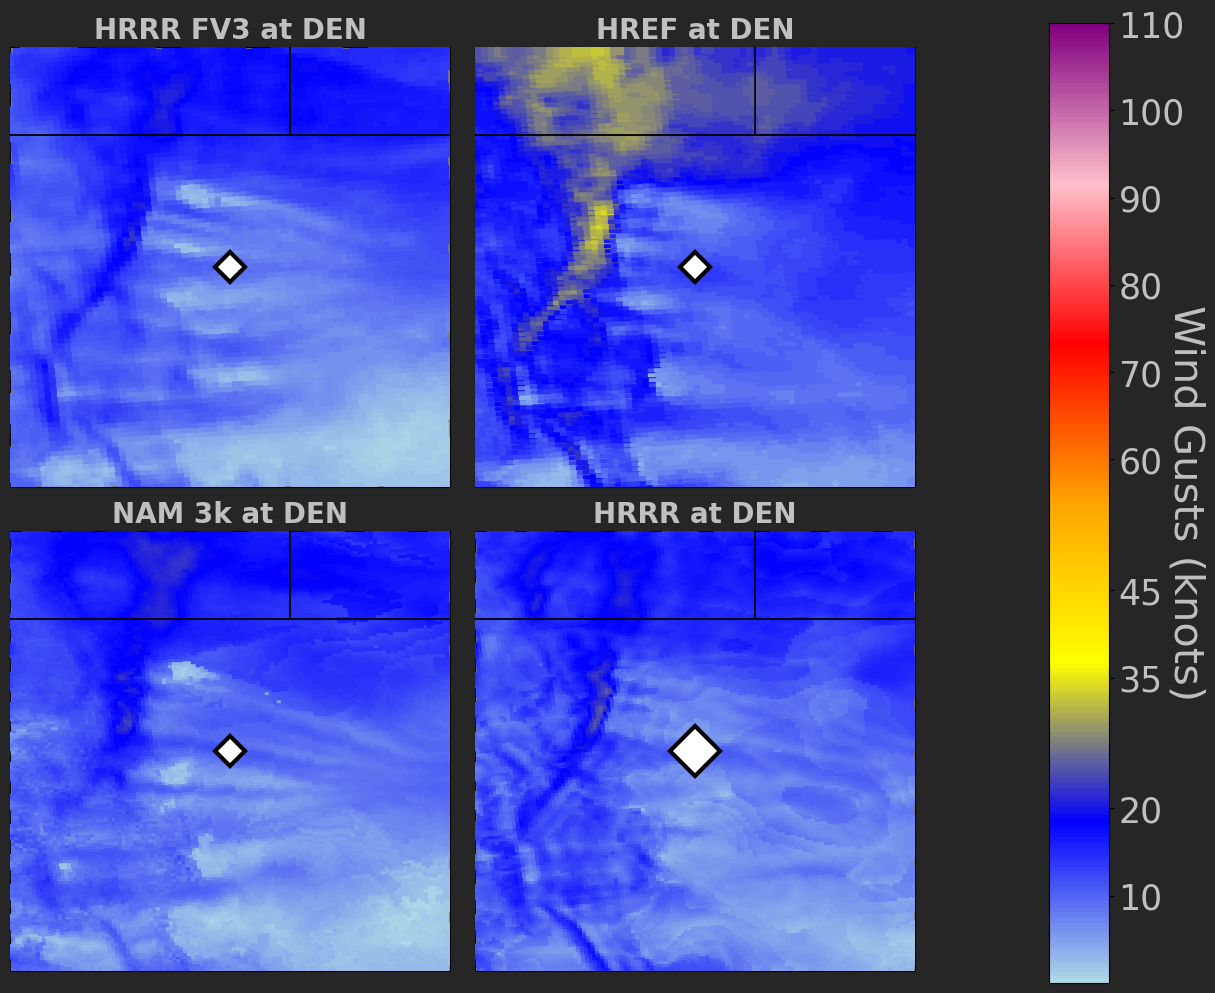 HRRR FV3 at DEN
HREF at DEN
NAM 3k at DEN
HRRR at DEN
110
100
90
80
70
60
45
35
20
10
Wind Gusts (knots)